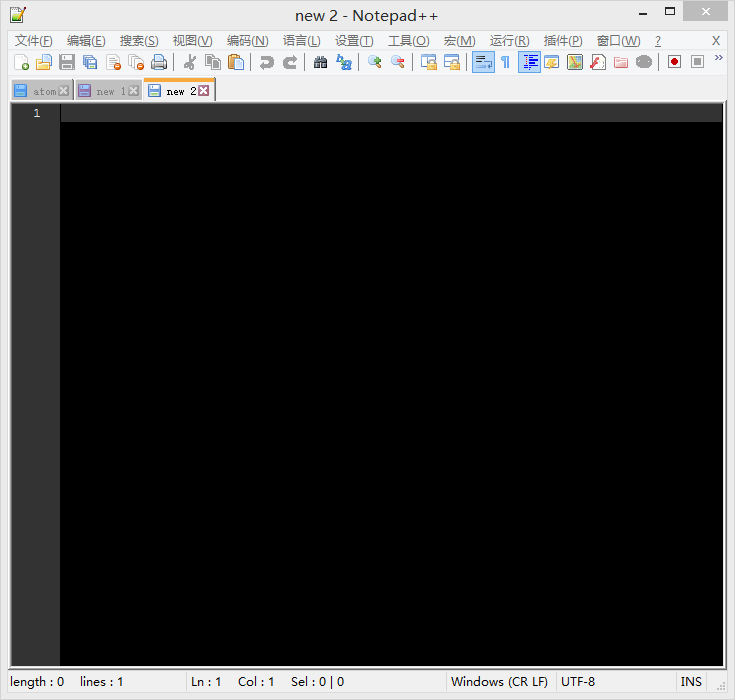 new 2 - Notepad++
文件(F) 编辑(E) 搜索(S) 视图(V) 编码(N) 语言(L) 设置(T) 工具(O) 宏(M) 运行(R) 插件(P) 窗口(W) ? X
atom new 1 new 2
1
length : 0 lines : 1 Ln : 1 Col : 1 Sel : 0 | 0 Windows (CR LF) UTF-8 INS